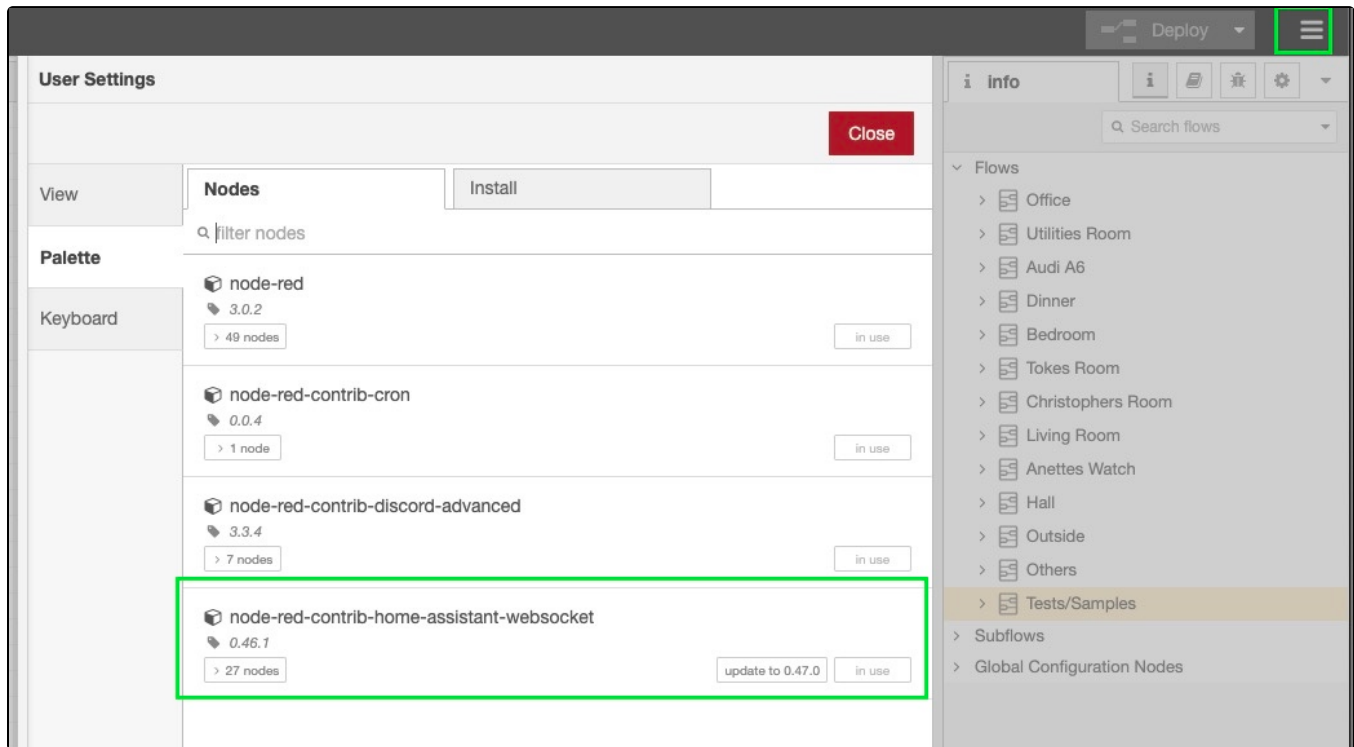 Deploy
User Settings
Close
View
Palette
Keyboard
Nodes
Install
filter nodes
node-red
3.0.2
> 49 nodes
in use
node-red-contrib-cron
0.0.4
> 1 node
in use
node-red-contrib-discord-advanced
3.3.4
> 7 nodes
in use
node-red-contrib-home-assistant-websocket
0.46.1
> 27 nodes
update to 0.47.0
in use
i info
i
Search flows
Flows
Office
Utilities Room
Audi A6
Dinner
Bedroom
Tokes Room
Christophers Room
Living Room
Anettes Watch
Hall
Outside
Others
Tests/Samples
Subflows
Global Configuration Nodes